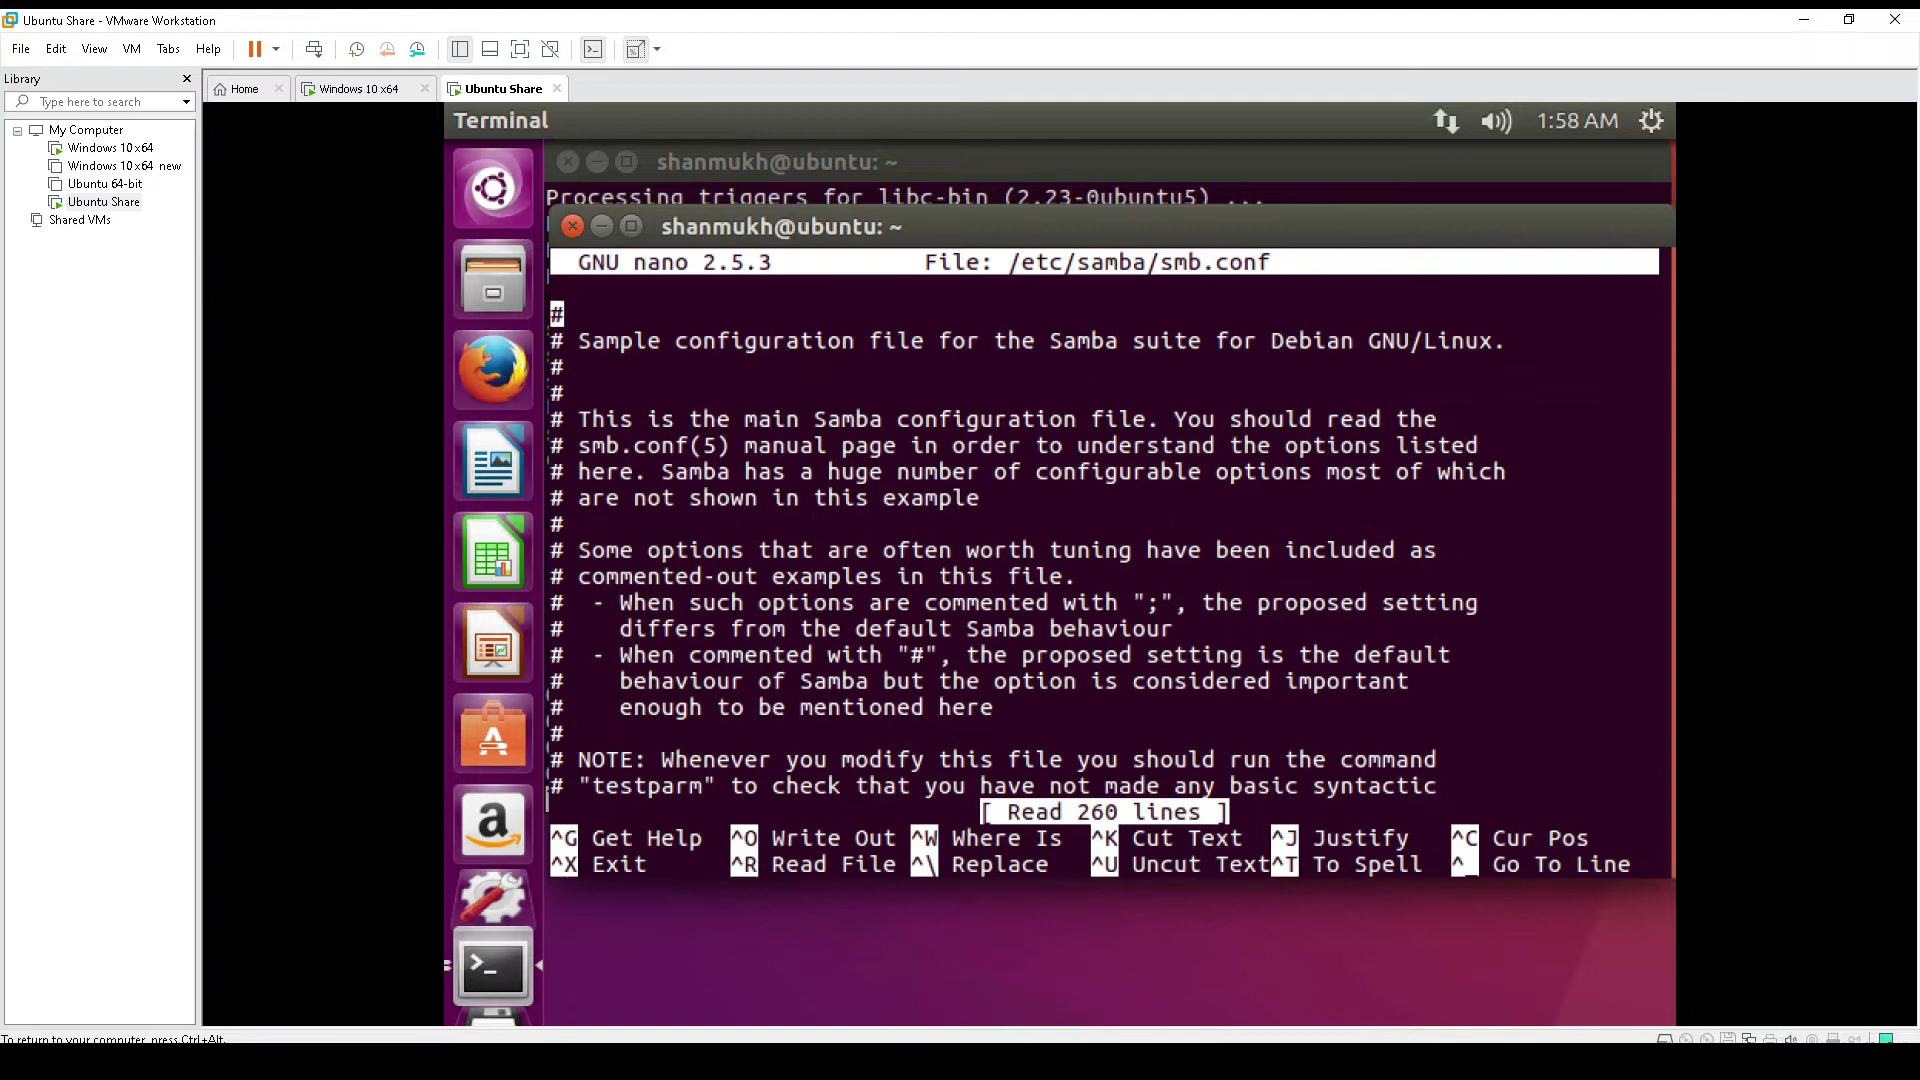 Ubuntu Share - VMware Workstation
File Edit View VM Tabs Help
Library
Type here to search
My Computer
Windows 10 x64
Windows 10 x64 new
Ubuntu 64-bit
Ubuntu Share
Shared VMs
Home Windows 10 x64 Ubuntu Share
Terminal 1:58 AM
shanmukh@ubuntu: ~
Processing triggers for libc-bin (2.23-0ubuntu5) ...
shanmukh@ubuntu: ~
GNU nano 2.5.3 File: /etc/samba/smb.conf
#
# Sample configuration file for the Samba suite for Debian GNU/Linux.
#
#
# This is the main Samba configuration file. You should read the
# smb.conf(5) manual page in order to understand the options listed
# here. Samba has a huge number of configurable options most of which
# are not shown in this example
#
# Some options that are often worth tuning have been included as
# commented-out examples in this file.
#  - When such options are commented with ";", the proposed setting
#    differs from the default Samba behaviour
#  - When commented with "#", the proposed setting is the default
#    behaviour of Samba but the option is considered important
#    enough to be mentioned here
#
# NOTE: Whenever you modify this file you should run the command
# "testparm" to check that you have not made any basic syntactic
[ Read 260 lines ]
^G Get Help ^O Write Out ^W Where Is ^K Cut Text ^J Justify ^C Cur Pos
^X Exit ^R Read File ^\ Replace ^U Uncut Text ^T To Spell ^_ Go To Line
To return to your computer, press Ctrl+Alt.